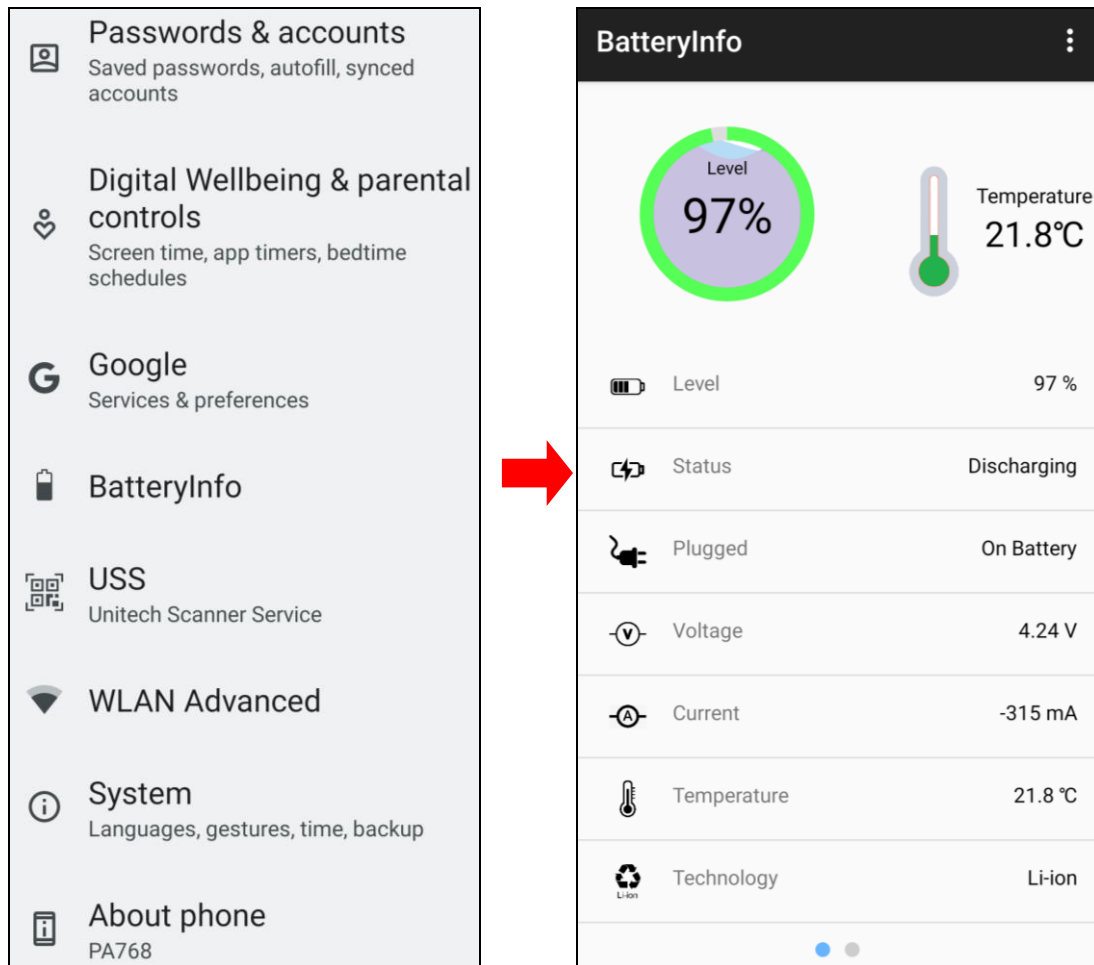 Passwords & accounts
Saved passwords, autofill, synced
accounts
Digital Wellbeing & parental
controls
Screen time, app timers, bedtime
schedules
G
Google
Services & preferences
BatteryInfo
USS
Unitech Scanner Service
WLAN Advanced
System
Languages, gestures, time, backup
About phone
PA768
BatteryInfo
Level
97%
Temperature
21.8℃
Level 97 %
Status Discharging
Plugged On Battery
V Voltage 4.24 V
A Current -315 mA
Temperature 21.8 ℃
Li-ion Technology Li-ion